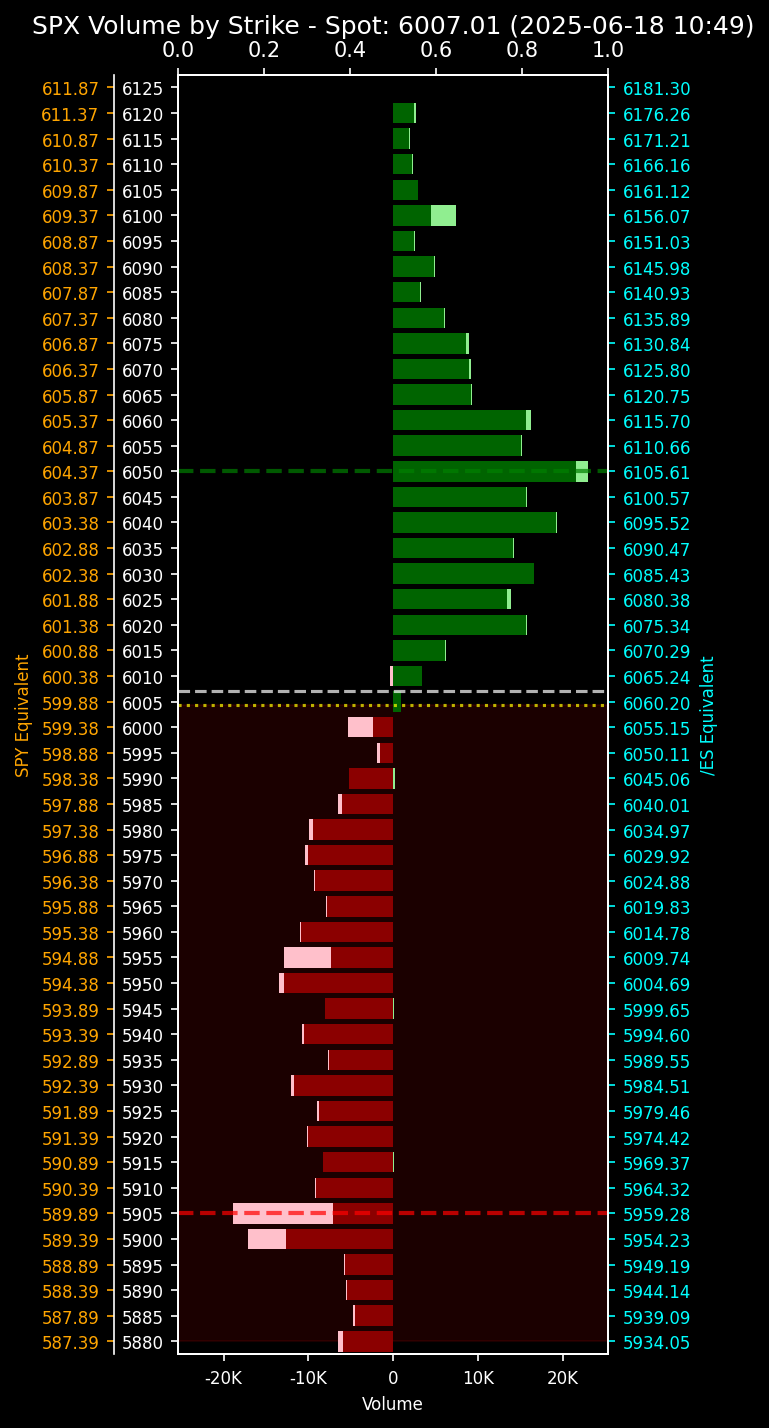 SPX Volume by Strike - Spot: 6007.01 (2025-06-18 10:49)
0.0 0.2 0.4 0.6 0.8 1.0
611.87 6125 6181.30
611.37 6120 6176.26
610.87 6115 6171.21
610.37 6110 6166.16
609.87 6105 6161.12
609.37 6100 6156.07
608.87 6095 6151.03
608.37 6090 6145.98
607.87 6085 6140.93
607.37 6080 6135.89
606.87 6075 6130.84
606.37 6070 6125.80
605.87 6065 6120.75
605.37 6060 6115.70
604.87 6055 6110.66
604.37 6050 6105.61
603.87 6045 6100.57
603.38 6040 6095.52
602.88 6035 6090.47
602.38 6030 6085.43
601.88 6025 6080.38
601.38 6020 6075.34
600.88 6015 6070.29
600.38 6010 6065.24
599.88 6005 6060.20
599.38 6000 6055.15
598.88 5995 6050.11
598.38 5990 6045.06
597.88 5985 6040.01
597.38 5980 6034.97
596.88 5975 6029.92
596.38 5970 6024.88
595.88 5965 6019.83
595.38 5960 6014.78
594.88 5955 6009.74
594.38 5950 6004.69
593.89 5945 5999.65
593.39 5940 5994.60
592.89 5935 5989.55
592.39 5930 5984.51
591.89 5925 5979.46
591.39 5920 5974.42
590.89 5915 5969.37
590.39 5910 5964.32
589.89 5905 5959.28
589.39 5900 5954.23
588.89 5895 5949.19
588.39 5890 5944.14
587.89 5885 5939.09
587.39 5880 5934.05
SPY Equivalent
/ES Equivalent
-20K -10K 0 10K 20K
Volume